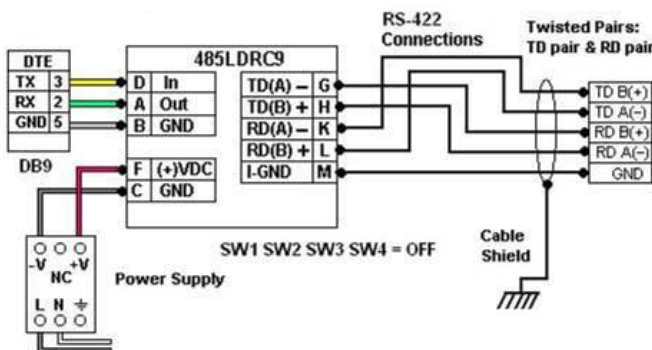 RS-422
Connections
Twisted Pairs:
TD pair & RD pair
DTE
TX 3
RX 2
GND 5
DB9
485LDRC9
D In
A Out
B GND
F (+)VDC
C GND
TD(A) – G
TD(B) + H
RD(A) – K
RD(B) + L
I-GND M
TD B(+)
TD A(-)
RD B(+)
RD A(-)
GND
SW1 SW2 SW3 SW4 = OFF
Cable
Shield
-V +V
NC
L N
Power Supply